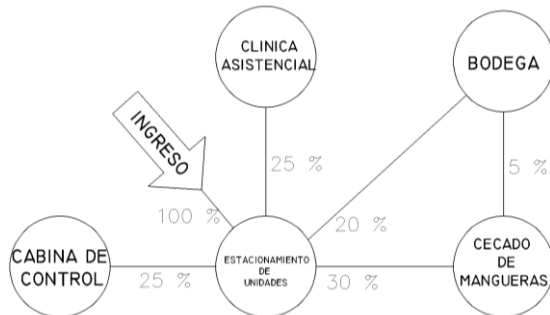 CLINICA
ASISTENCIAL
BODEGA
INGRESO
25 %
5 %
100 %
20 %
CABINA DE
CONTROL
25 %
ESTACIONAMIENTO
DE
UNIDADES
30 %
CECADO
DE
MANGUERAS